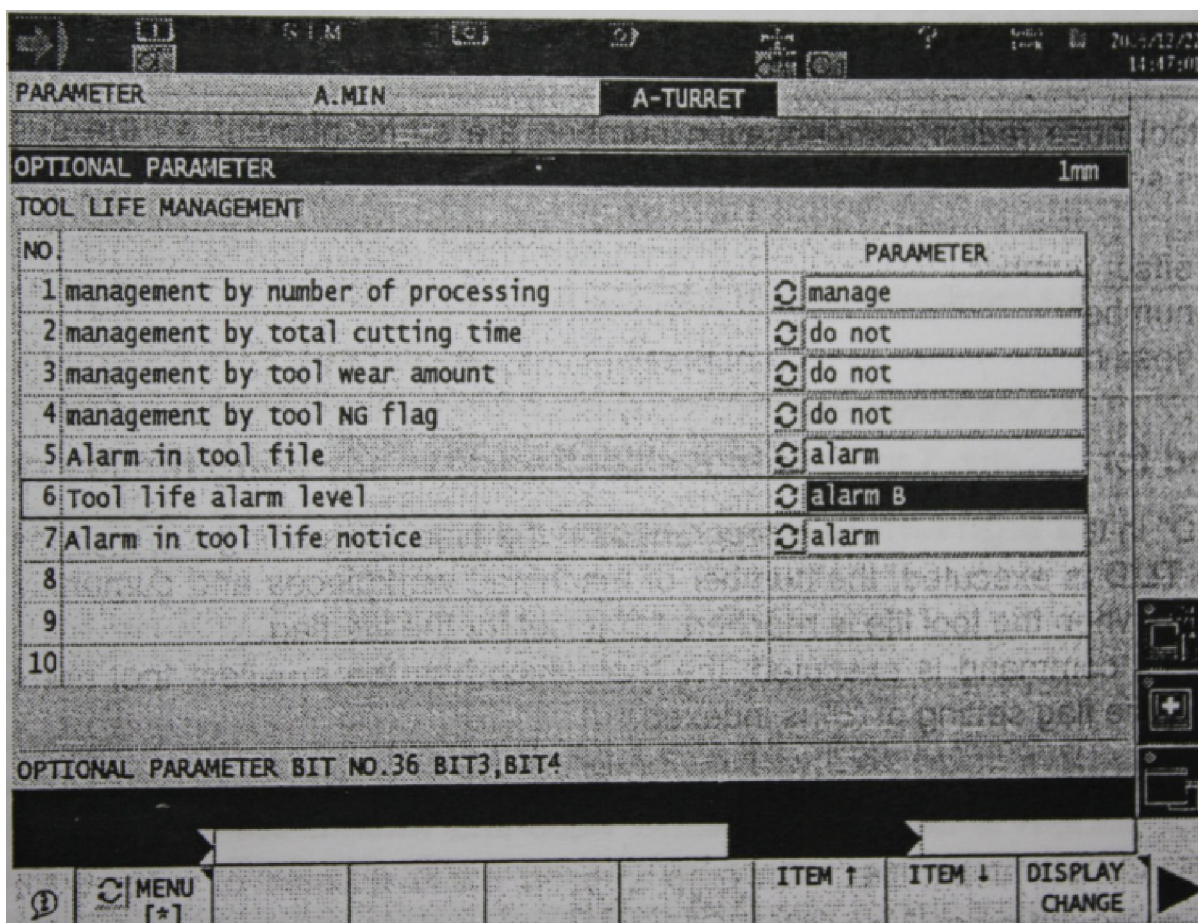 SIM
14:47:01
PARAMETER A.MIN A-TURRET
OPTIONAL PARAMETER 1mm
TOOL LIFE MANAGEMENT
NO. PARAMETER
1 management by number of processing manage
2 management by total cutting time do not
3 management by tool wear amount do not
4 management by tool NG flag do not
5 Alarm in tool file alarm
6 Tool life alarm level alarm B
7 Alarm in tool life notice alarm
8
9
10
OPTIONAL PARAMETER BIT NO.36 BIT3,BIT4
MENU ITEM ↑ ITEM ↓ DISPLAY
[*] CHANGE